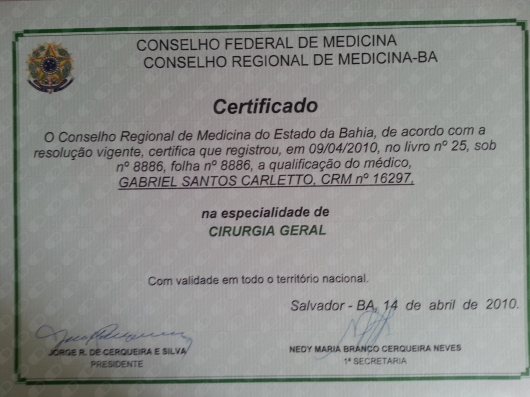 CONSELHO FEDERAL DE MEDICINA
CONSELHO REGIONAL DE MEDICINA-BA
Certificado
O Conselho Regional de Medicina do Estado da Bahia, de acordo com a
resolução vigente, certifica que registrou, em 09/04/2010, no livro nº 25, sob
nº 8886, folha nº 8886, a qualificação do médico,
GABRIEL SANTOS CARLETTO, CRM nº 16297,
na especialidade de
CIRURGIA GERAL
Com validade em todo o território nacional.
Salvador - BA, 14 de abril de 2010.
JORGE R. DE CERQUEIRA E SILVA
PRESIDENTE
NEDY MARIA BRANCO CERQUEIRA NEVES
1ª SECRETARIA